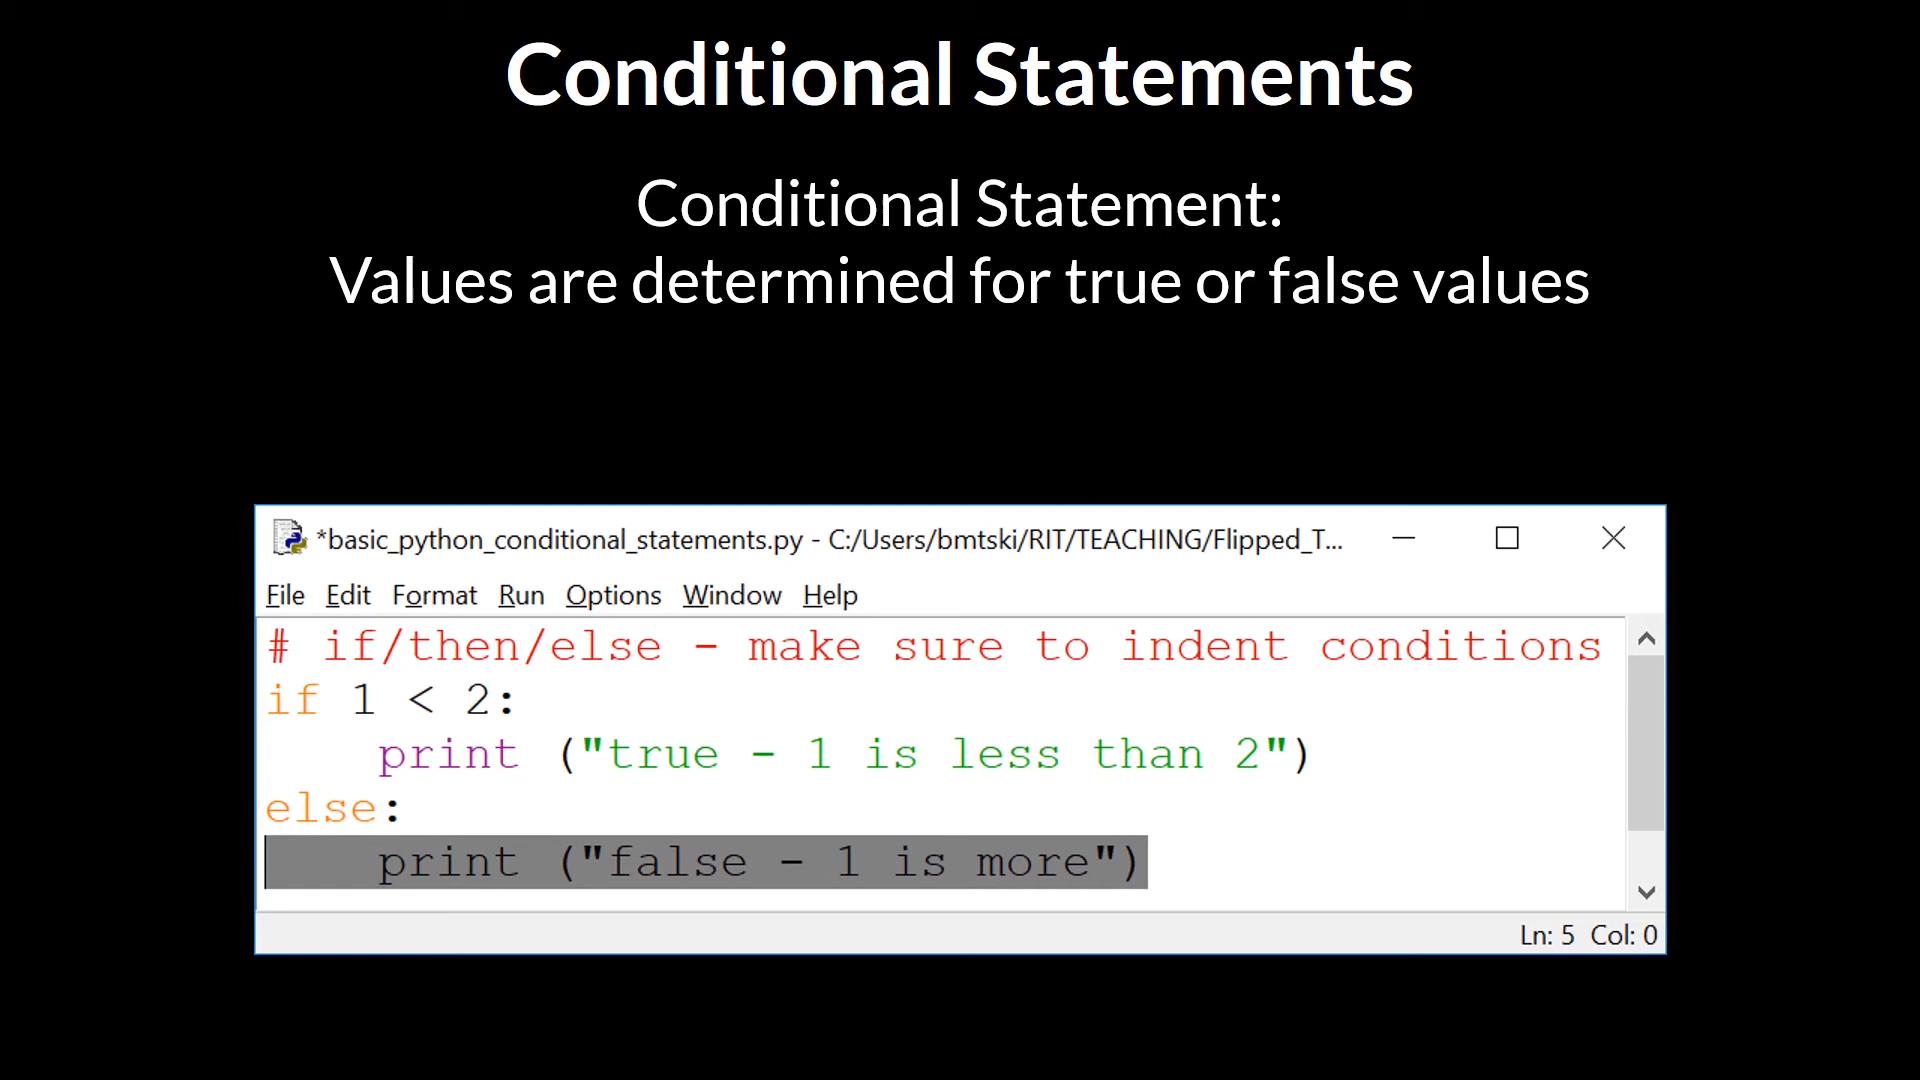 Conditional Statements
Conditional Statement:
Values are determined for true or false values
*basic_python_conditional_statements.py - C:/Users/bmtski/RIT/TEACHING/Flipped_T...
File Edit Format Run Options Window Help
# if/then/else - make sure to indent conditions
if 1 < 2:
    print ("true - 1 is less than 2")
else:
    print ("false - 1 is more")
Ln: 5 Col: 0